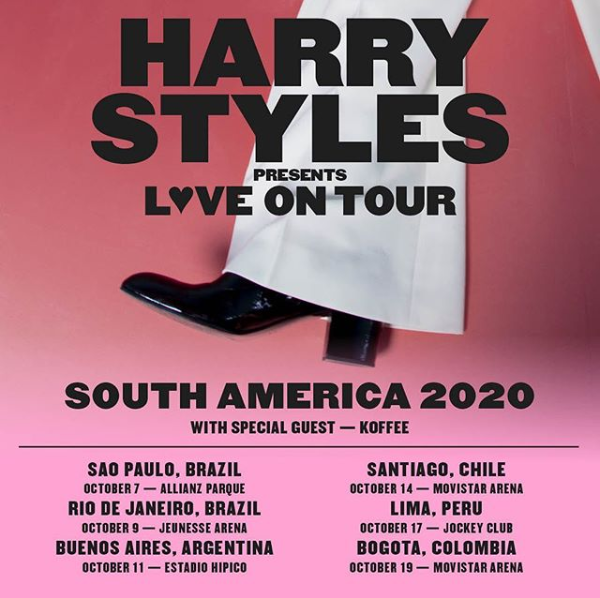 HARRY
STYLES
PRESENTS
L♥VE ON TOUR
SOUTH AMERICA 2020
WITH SPECIAL GUEST — KOFFEE
SAO PAULO, BRAZIL
OCTOBER 7 — ALLIANZ PARQUE
RIO DE JANEIRO, BRAZIL
OCTOBER 9 — JEUNESSE ARENA
BUENOS AIRES, ARGENTINA
OCTOBER 11 — ESTADIO HIPICO
SANTIAGO, CHILE
OCTOBER 14 — MOVISTAR ARENA
LIMA, PERU
OCTOBER 17 — JOCKEY CLUB
BOGOTA, COLOMBIA
OCTOBER 19 — MOVISTAR ARENA